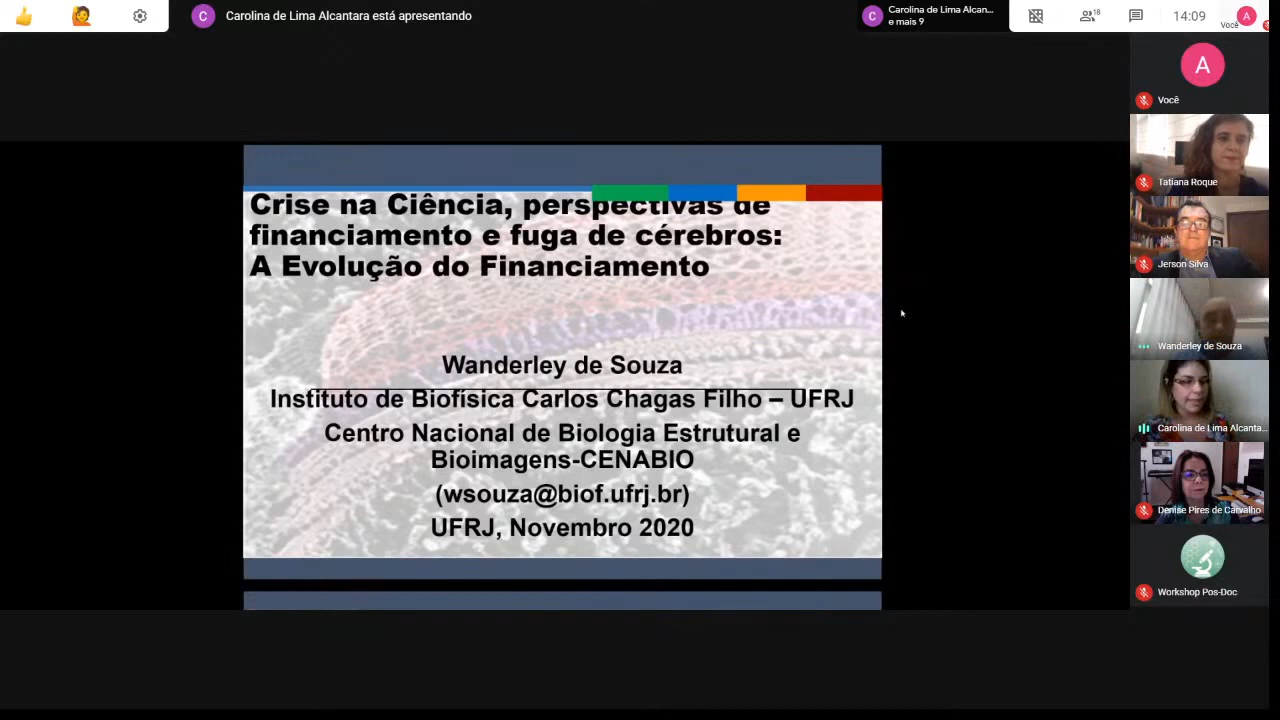 C
Carolina de Lima Alcantara está apresentando
C
Carolina de Lima Alcan...
e mais 9
18
14:09
Você
A
A
Você
Tatiana Roque
Jerson Silva
Wanderley de Souza
Carolina de Lima Alcanta...
Denise Pires de Carvalho
Workshop Pos-Doc
Crise na Ciência, perspectivas de
financiamento e fuga de cérebros:
A Evolução do Financiamento
Wanderley de Souza
Instituto de Biofísica Carlos Chagas Filho – UFRJ
Centro Nacional de Biologia Estrutural e
Bioimagens-CENABIO
(wsouza@biof.ufrj.br)
UFRJ, Novembro 2020